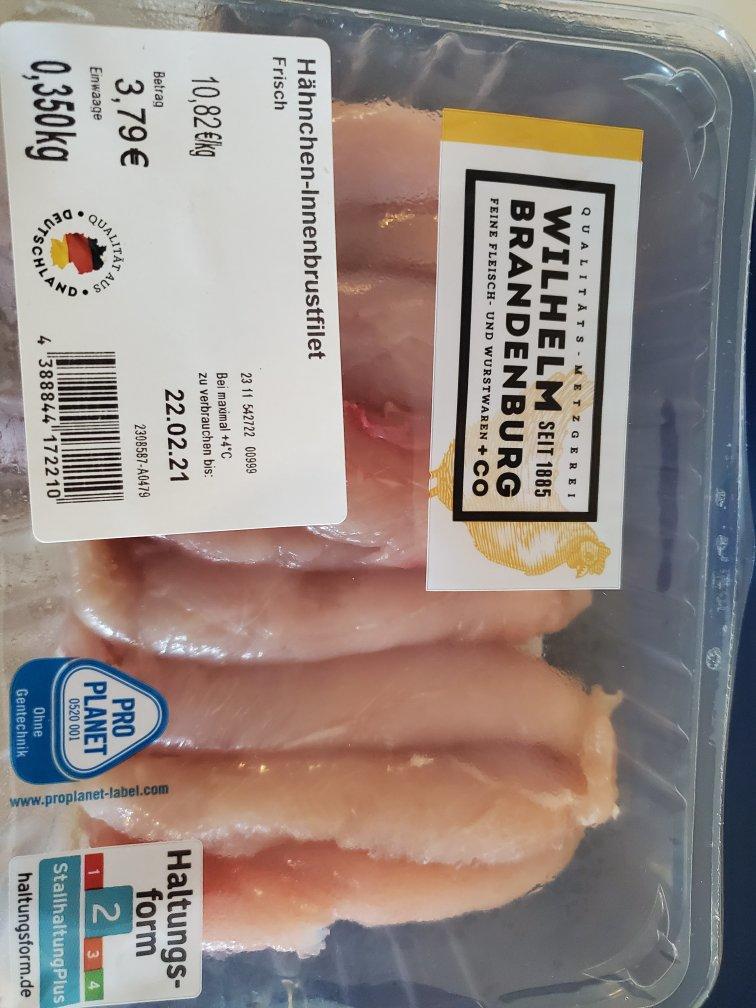 Hähnchen-Innenbrustfilet
Frisch
10,82€/kg
Betrag
3,79€
Einwaage
0,350kg
QUALITÄT AUS
DEUTSCHLAND
23 11 542722 00999
Bei maximal +4°C
zu verbrauchen bis:
22.02.21
2308587-A0479
4 388844 172210
QUALITÄTS-METZGEREI
WILHELM SEIT 1885
BRANDENBURG
FEINE FLEISCH- UND WURSTWAREN +CO
PRO
PLANET
0520 001
Ohne
Gentechnik
www.proplanet-label.com
Haltungs-
form
1 2 3 4
StallhaltungPlus
haltungsform.de